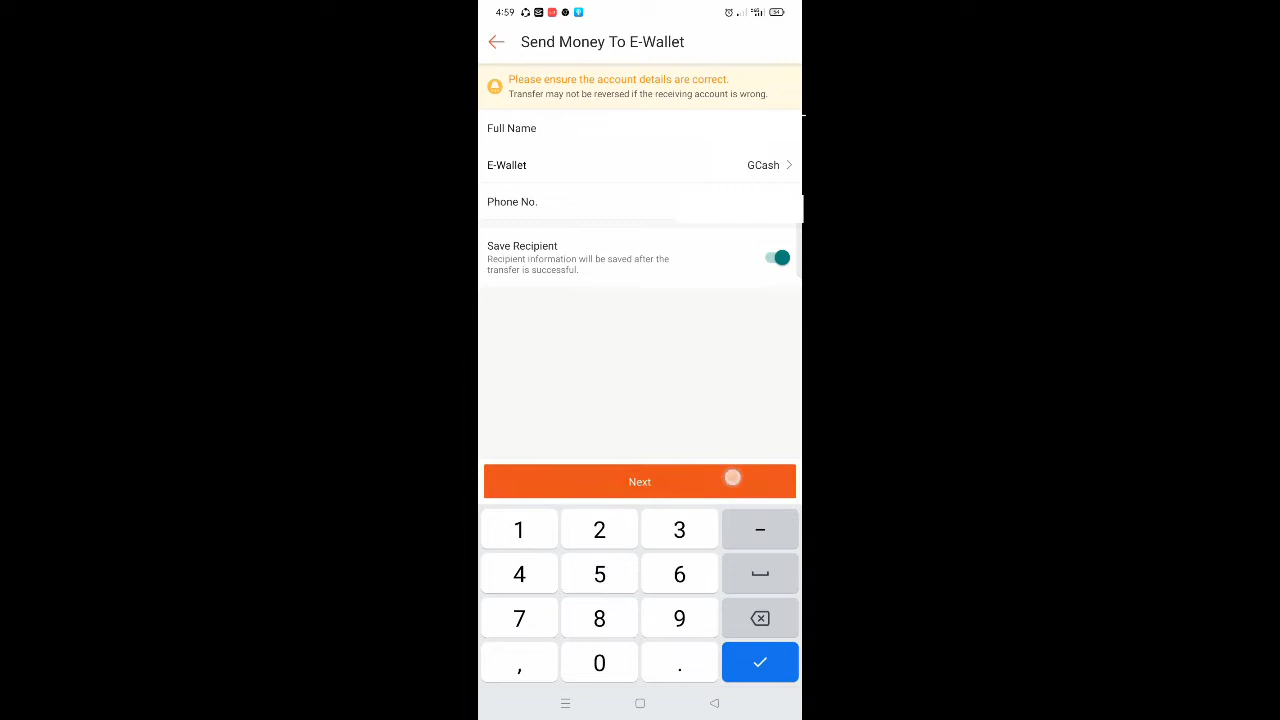 4:59
54
Send Money To E-Wallet
Please ensure the account details are correct.
Transfer may not be reversed if the receiving account is wrong.
Full Name
E-Wallet GCash
Phone No.
Save Recipient
Recipient information will be saved after the
transfer is successful.
Next
1 2 3 -
4 5 6
7 8 9
, 0 .